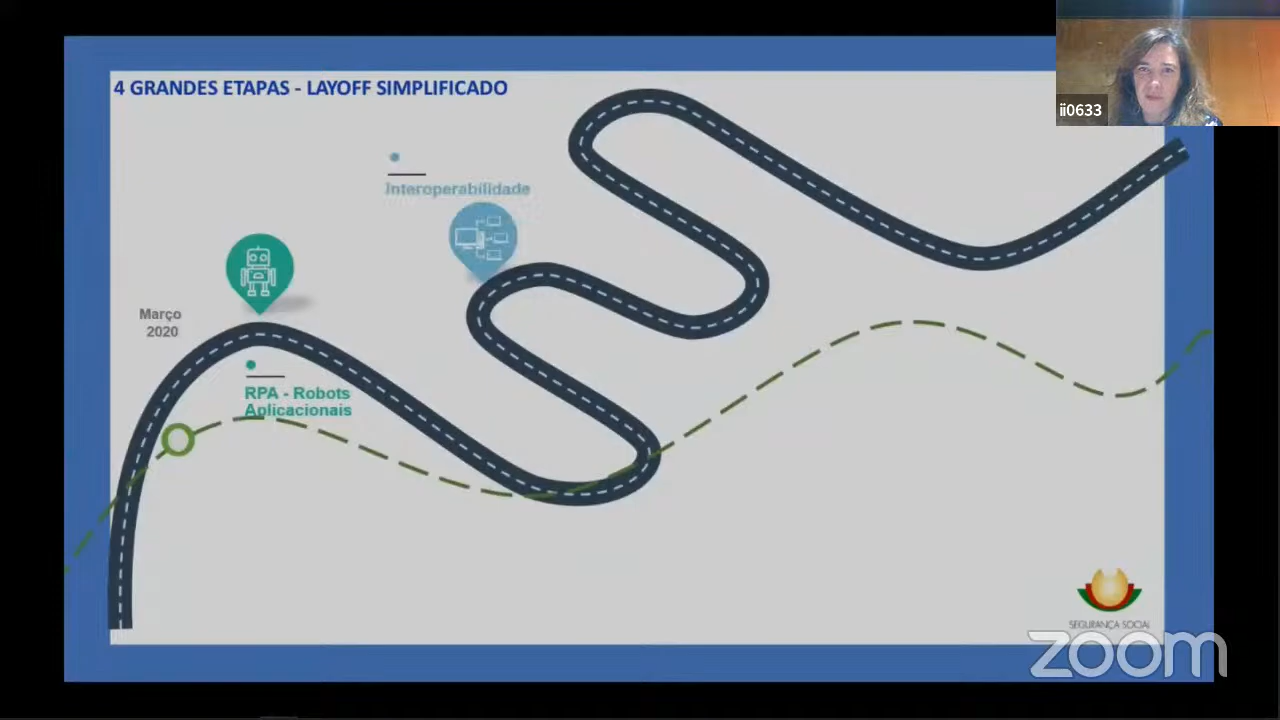 4 GRANDES ETAPAS - LAYOFF SIMPLIFICADO
ii0633
Interoperabilidade
Março
2020
RPA - Robots
Aplicacionais
SEGURANÇA SOCIAL
zoom